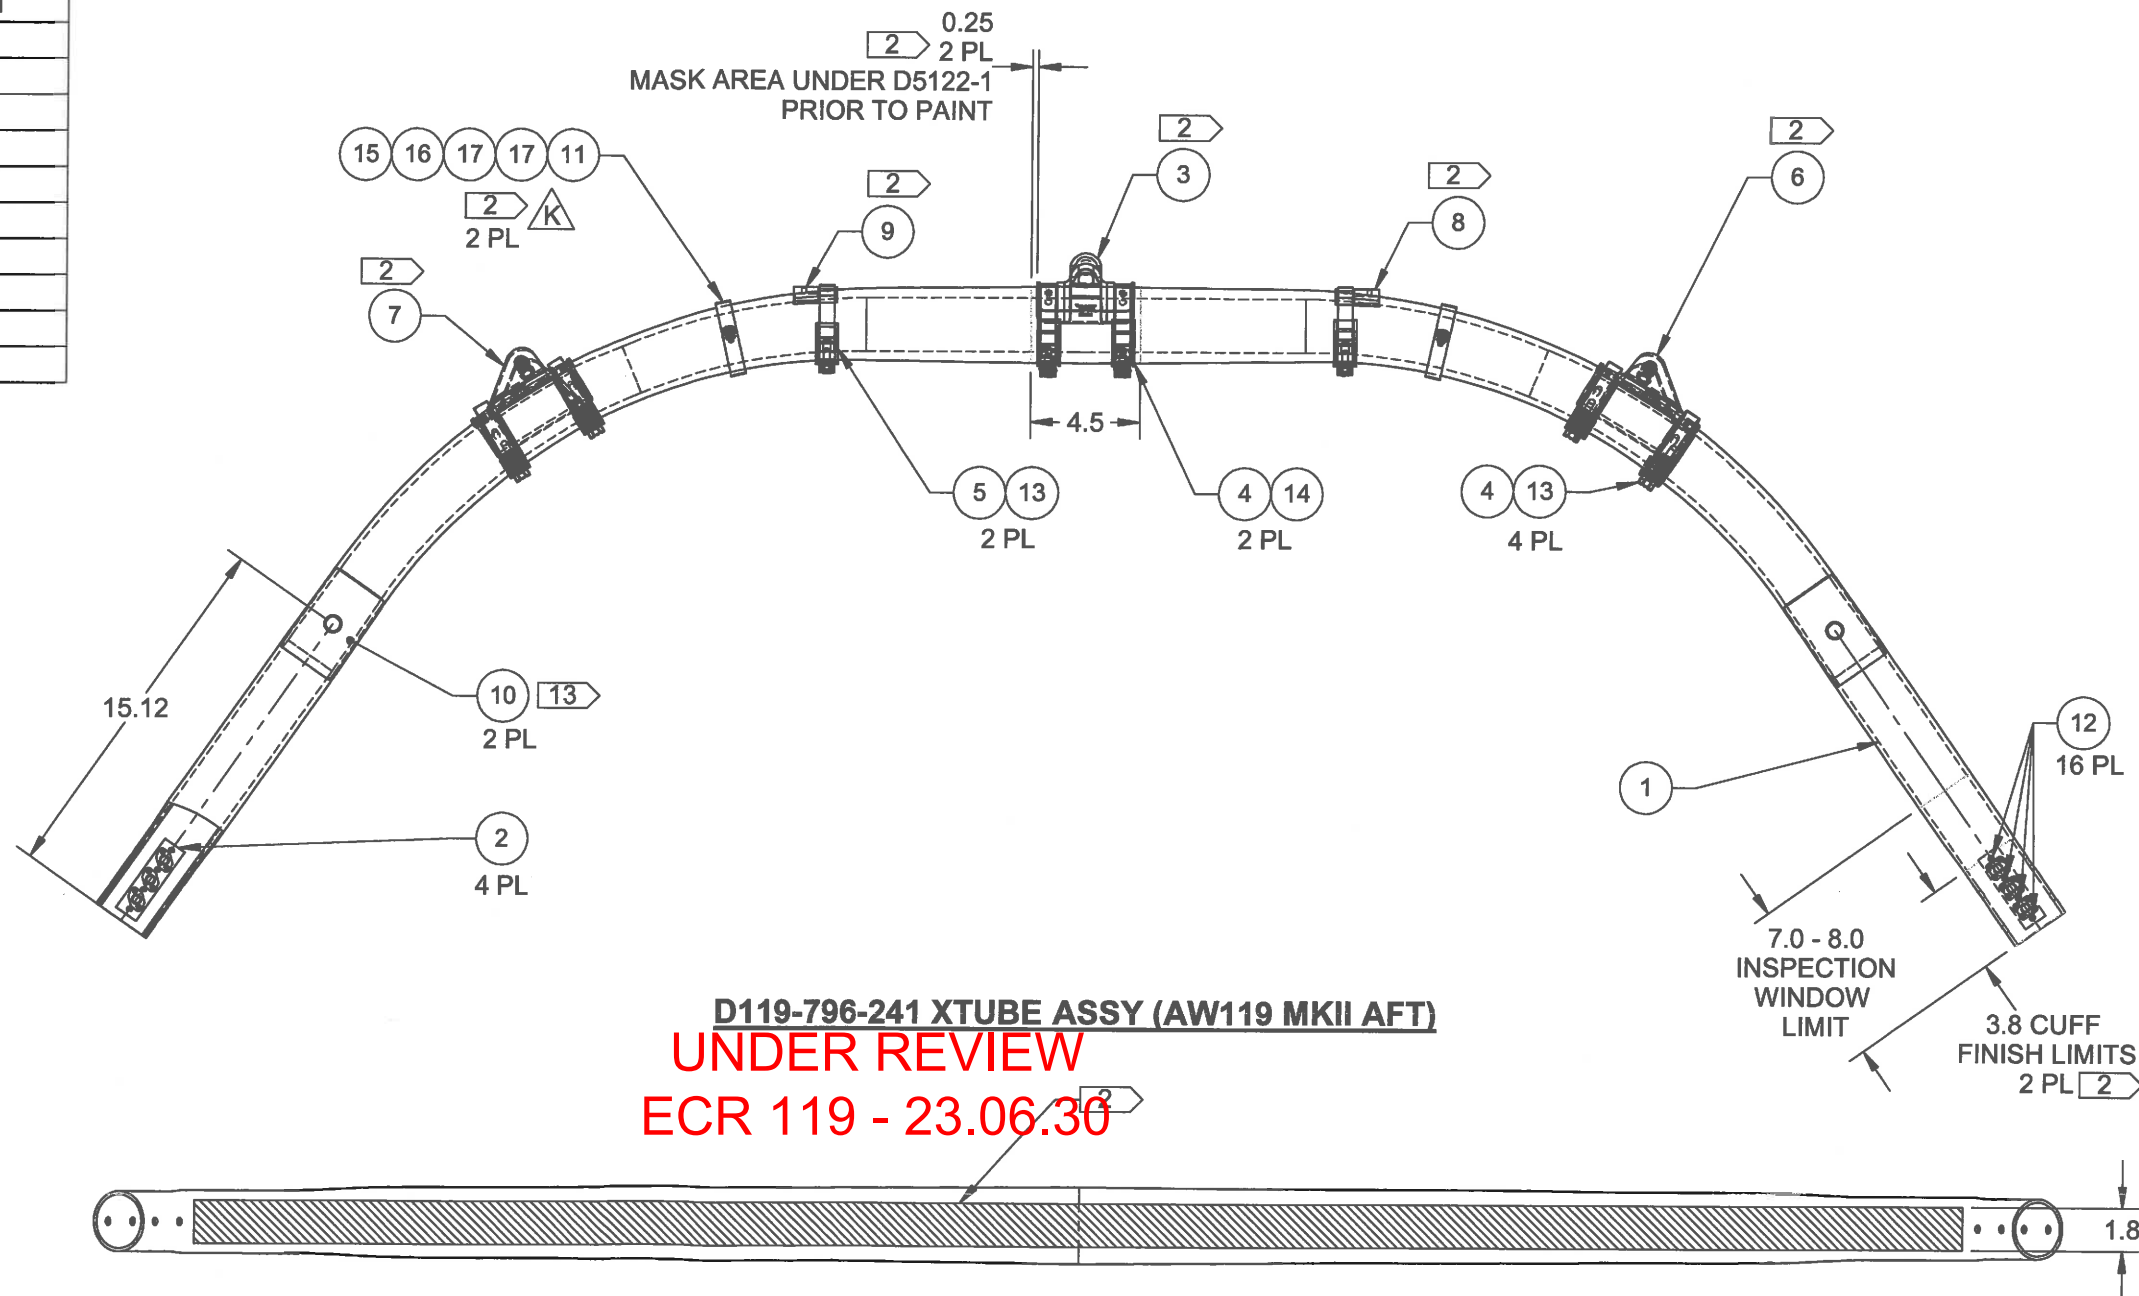 0.25
2 2 PL
MASK AREA UNDER D5122-1
PRIOR TO PAINT
15 16 17 17 11
2 K
2 PL
2
9
2
3
2
8
2
6
2
7
4.5
5 13
2 PL
4 14
2 PL
4 13
4 PL
15.12
10 13
2 PL
2
4 PL
1
12
16 PL
7.0 - 8.0
INSPECTION
WINDOW
LIMIT
3.8 CUFF
FINISH LIMITS
2 PL 2
D119-796-241 XTUBE ASSY (AW119 MKII AFT)
UNDER REVIEW
ECR 119 - 23.06.30
2
1.8